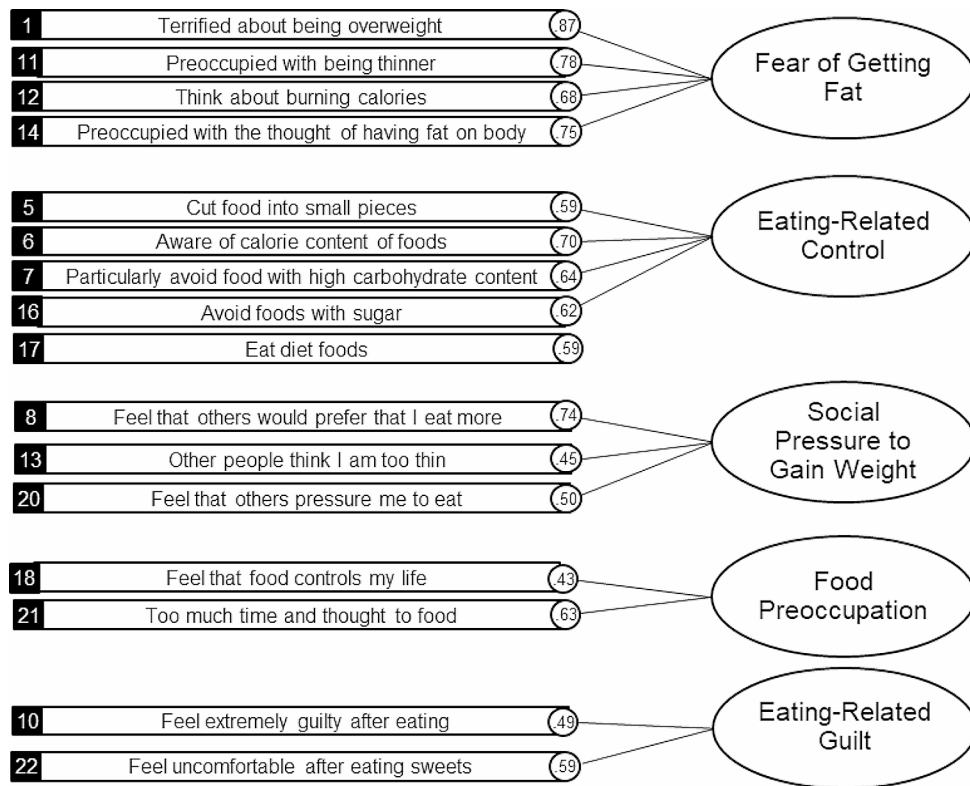 1 Terrified about being overweight .87
11 Preoccupied with being thinner .78
12 Think about burning calories .68
14 Preoccupied with the thought of having fat on body .75
Fear of Getting
Fat
5 Cut food into small pieces .59
6 Aware of calorie content of foods .70
7 Particularly avoid food with high carbohydrate content .64
16 Avoid foods with sugar .62
17 Eat diet foods .59
Eating-Related
Control
8 Feel that others would prefer that I eat more .74
13 Other people think I am too thin .45
20 Feel that others pressure me to eat .50
Social
Pressure to
Gain Weight
18 Feel that food controls my life .43
21 Too much time and thought to food .63
Food
Preoccupation
10 Feel extremely guilty after eating .49
22 Feel uncomfortable after eating sweets .59
Eating-Related
Guilt